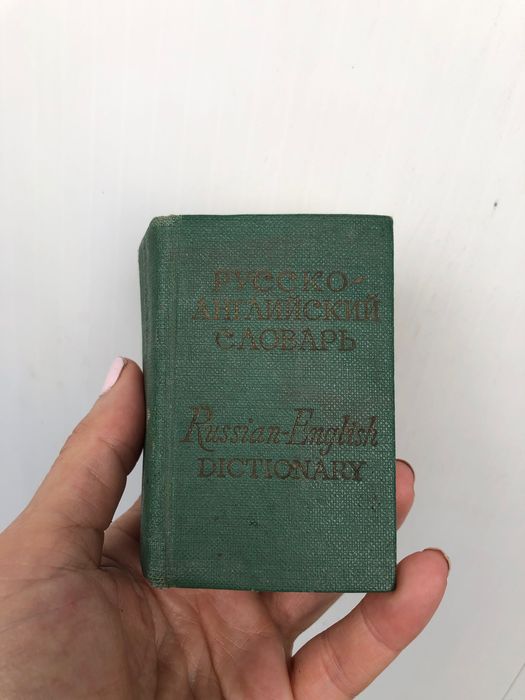 РУССКО-
АНГЛИЙСКИЙ
СЛОВАРЬ
Russian-English
DICTIONARY